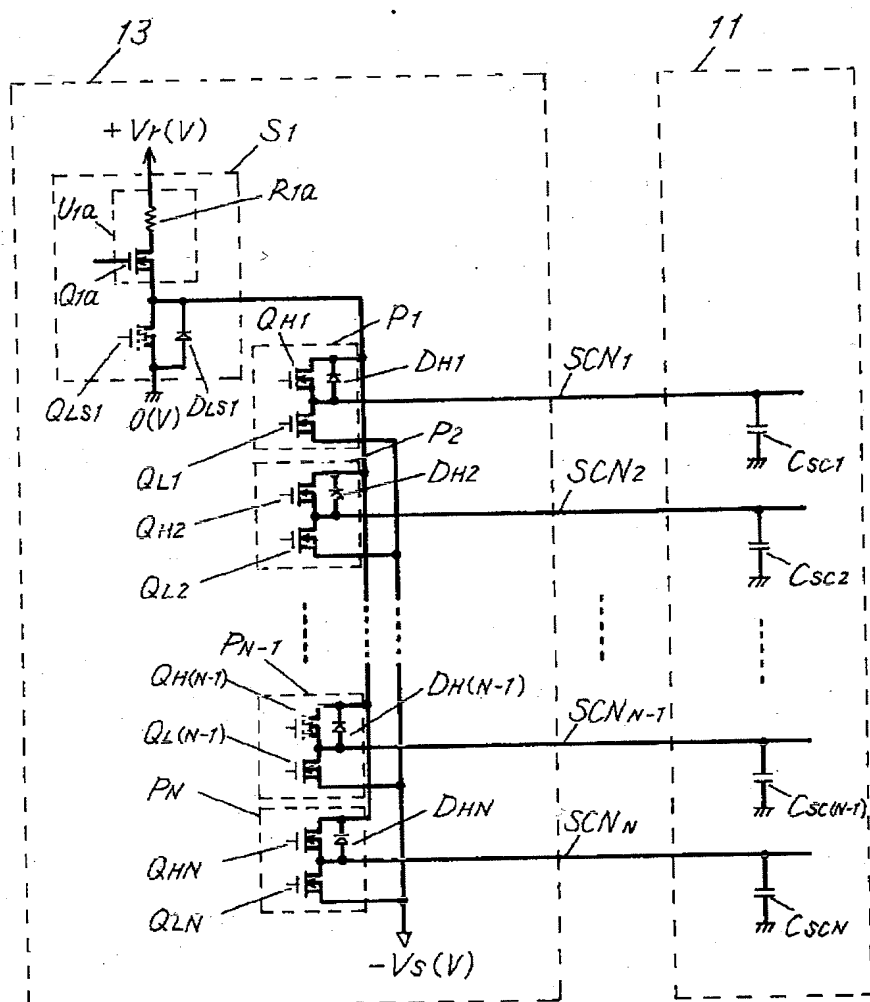 13
11
+Vr(V)
S1
R1a
U1a
Q1a
QLS1
0(V)
DLS1
QH1
P1
DH1
SCN1
QL1
P2
CSC1
DH2
SCN2
QH2
QL2
CSC2
PN-1
QH(N-1)
DH(N-1)
SCNN-1
QL(N-1)
PN
DHN
SCNN
CSC(N-1)
QHN
QLN
CSCN
-Vs(V)